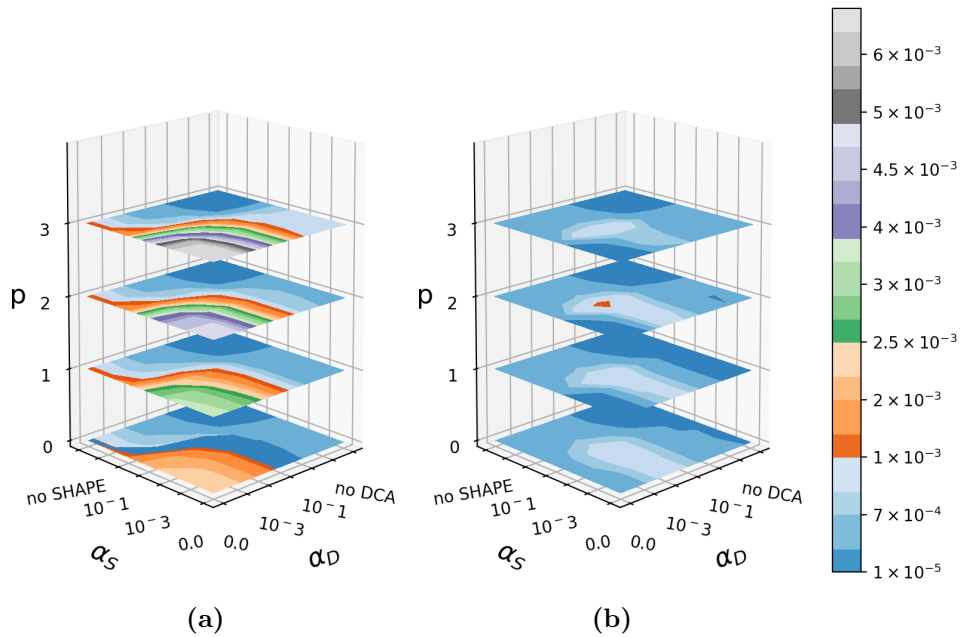 3
2
1
0
p
no SHAPE
10⁻¹
10⁻³
0.0
α_S
0.0
10⁻³
10⁻¹
no DCA
α_D
(a)
3
2
1
0
p
no SHAPE
10⁻¹
10⁻³
0.0
α_S
0.0
10⁻³
10⁻¹
no DCA
α_D
(b)
6 × 10⁻³
5 × 10⁻³
4.5 × 10⁻³
4 × 10⁻³
3 × 10⁻³
2.5 × 10⁻³
2 × 10⁻³
1 × 10⁻³
7 × 10⁻⁴
1 × 10⁻⁵